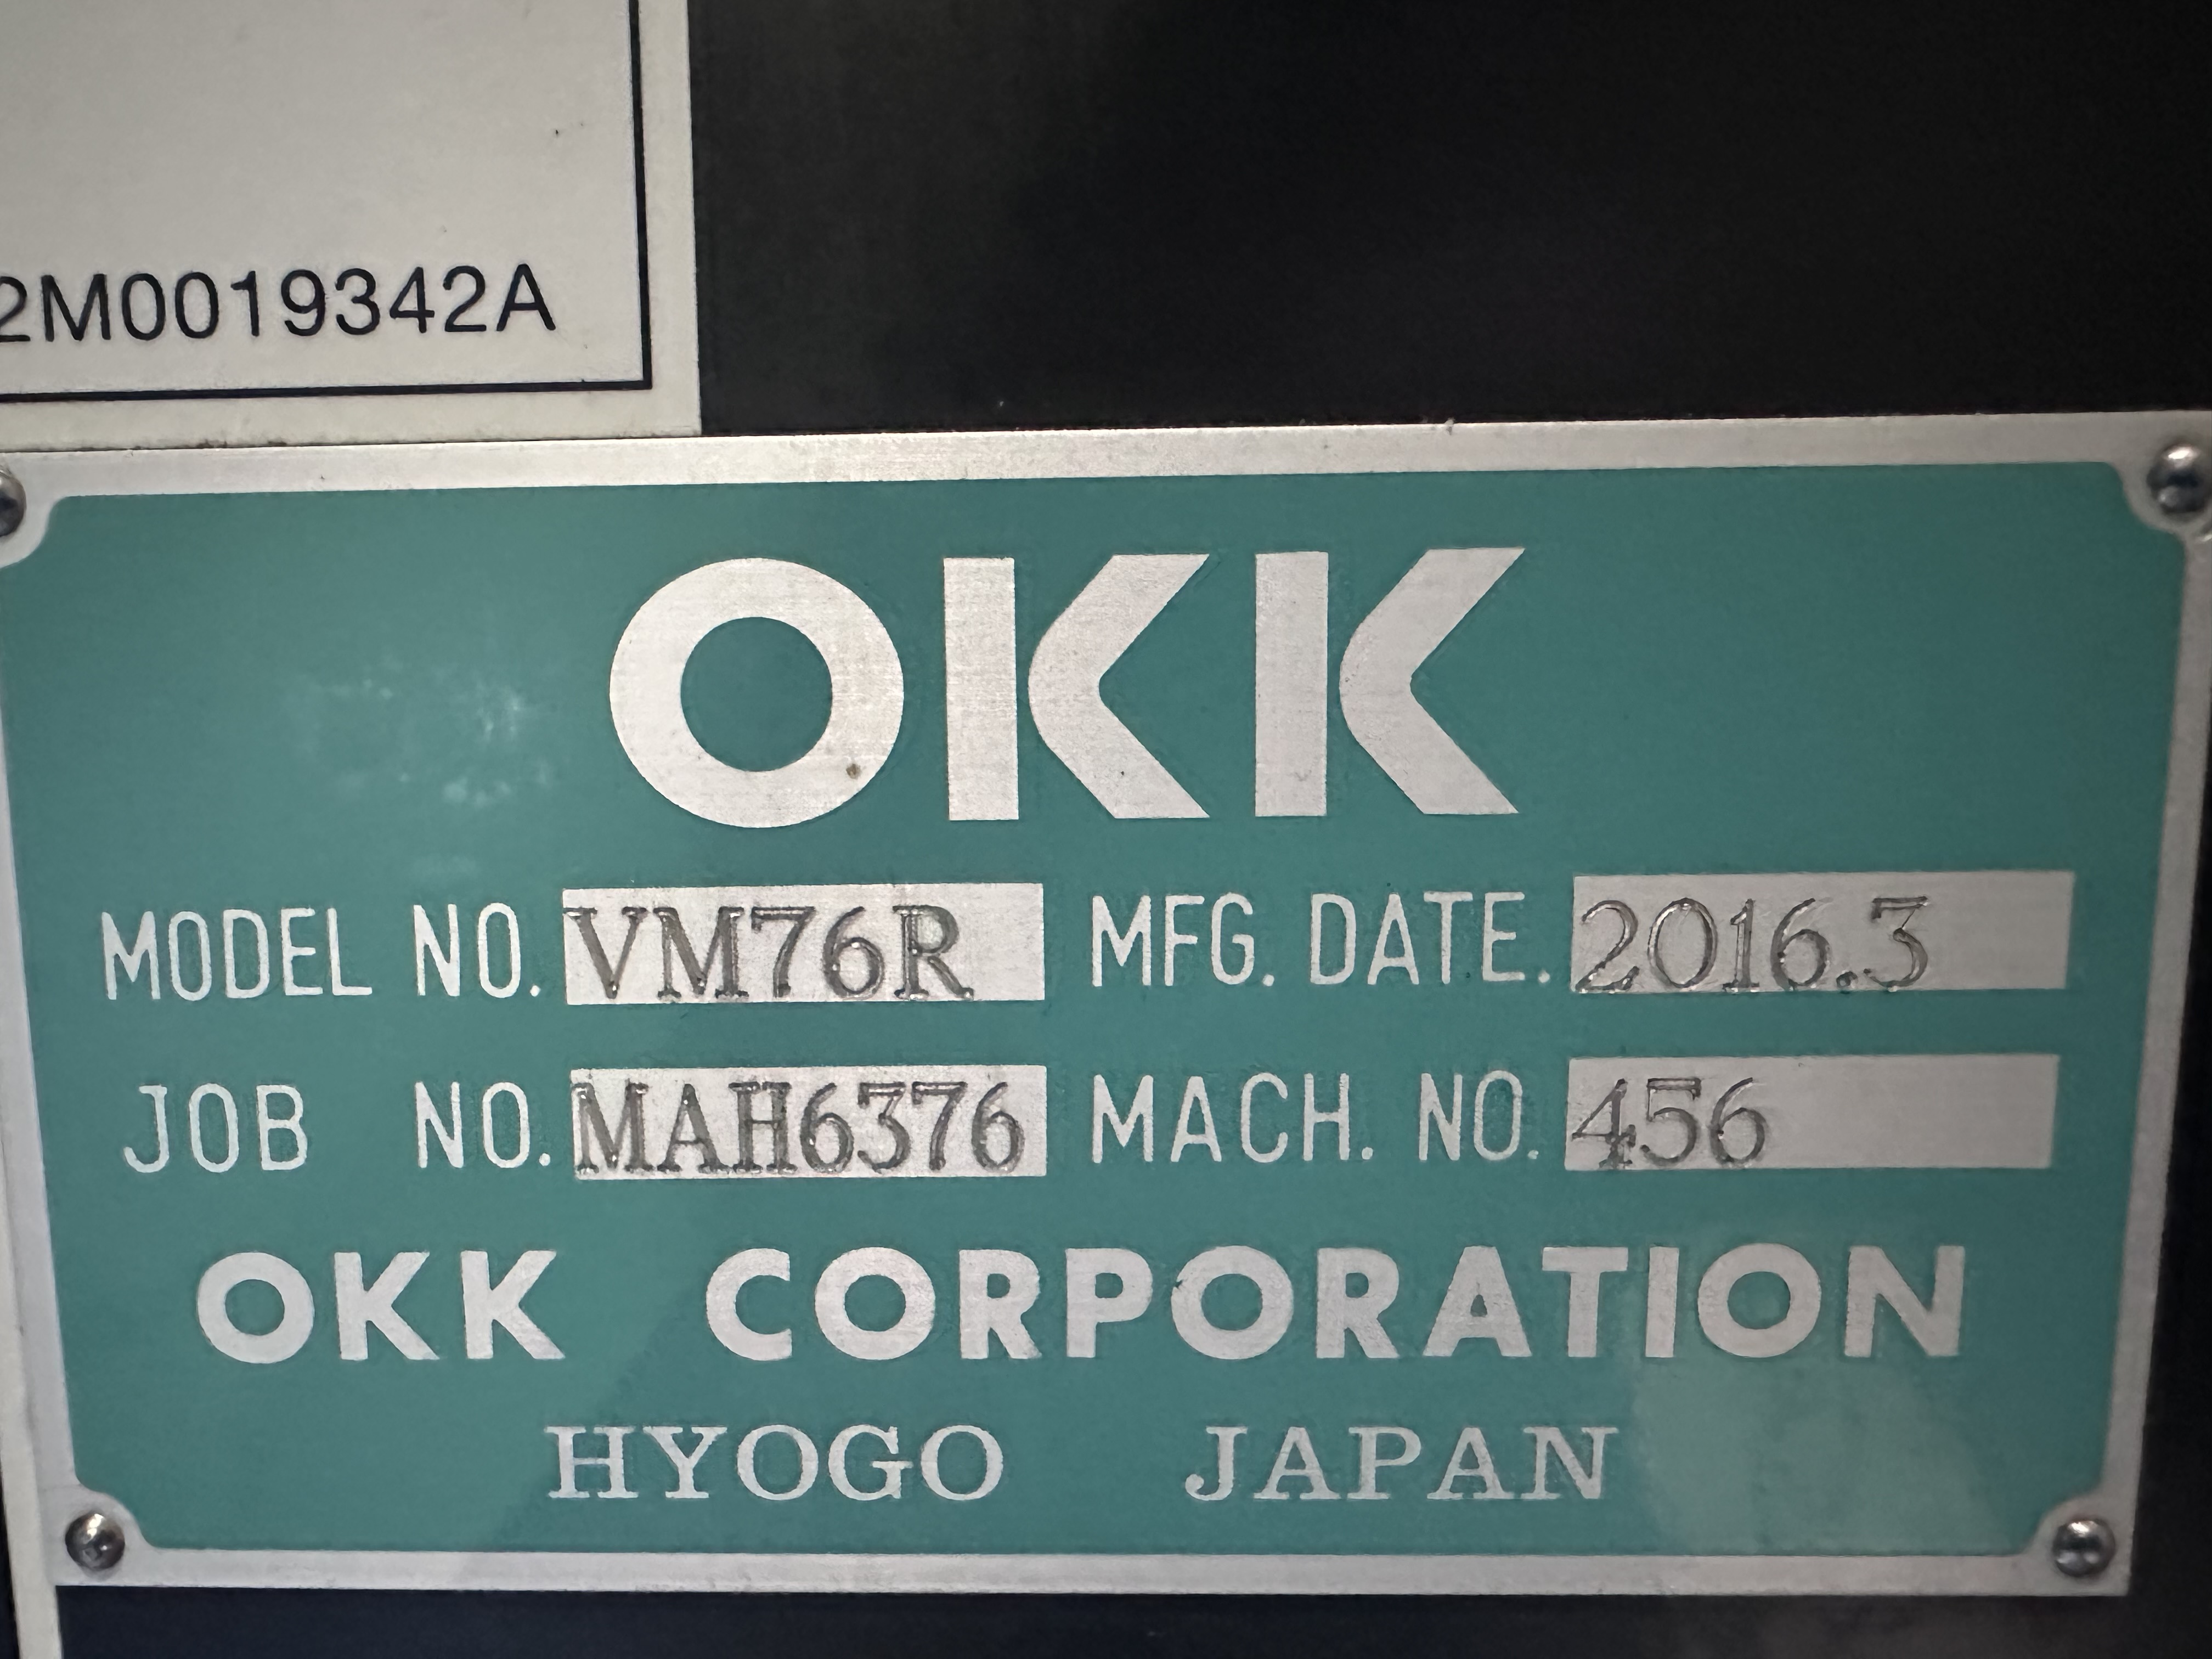 2M0019342A
OKK
MODEL NO. VM76R MFG. DATE. 2016.3
JOB NO. MAH6376 MACH. NO. 456
OKK CORPORATION
HYOGO JAPAN